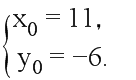 x₀ = 11,
y₀ = −6.